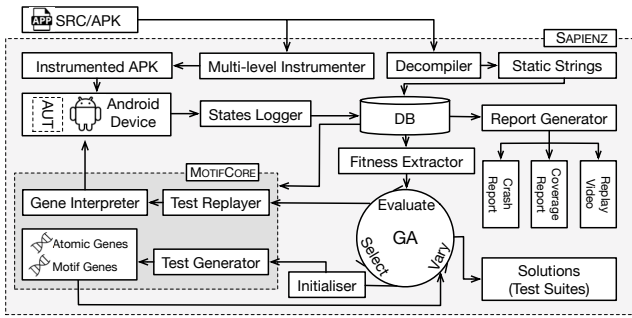 APP SRC/APK
SAPIENZ
Instrumented APK
Multi-level Instrumenter
Decompiler
Static Strings
AUT
Android
Device
States Logger
DB
Report Generator
Fitness Extractor
Crash
Report
Coverage
Report
Replay
Video
MOTIFCORE
Gene Interpreter
Test Replayer
Evaluate
GA
Select
Vary
Atomic Genes
Motif Genes
Test Generator
Initialiser
Solutions
(Test Suites)